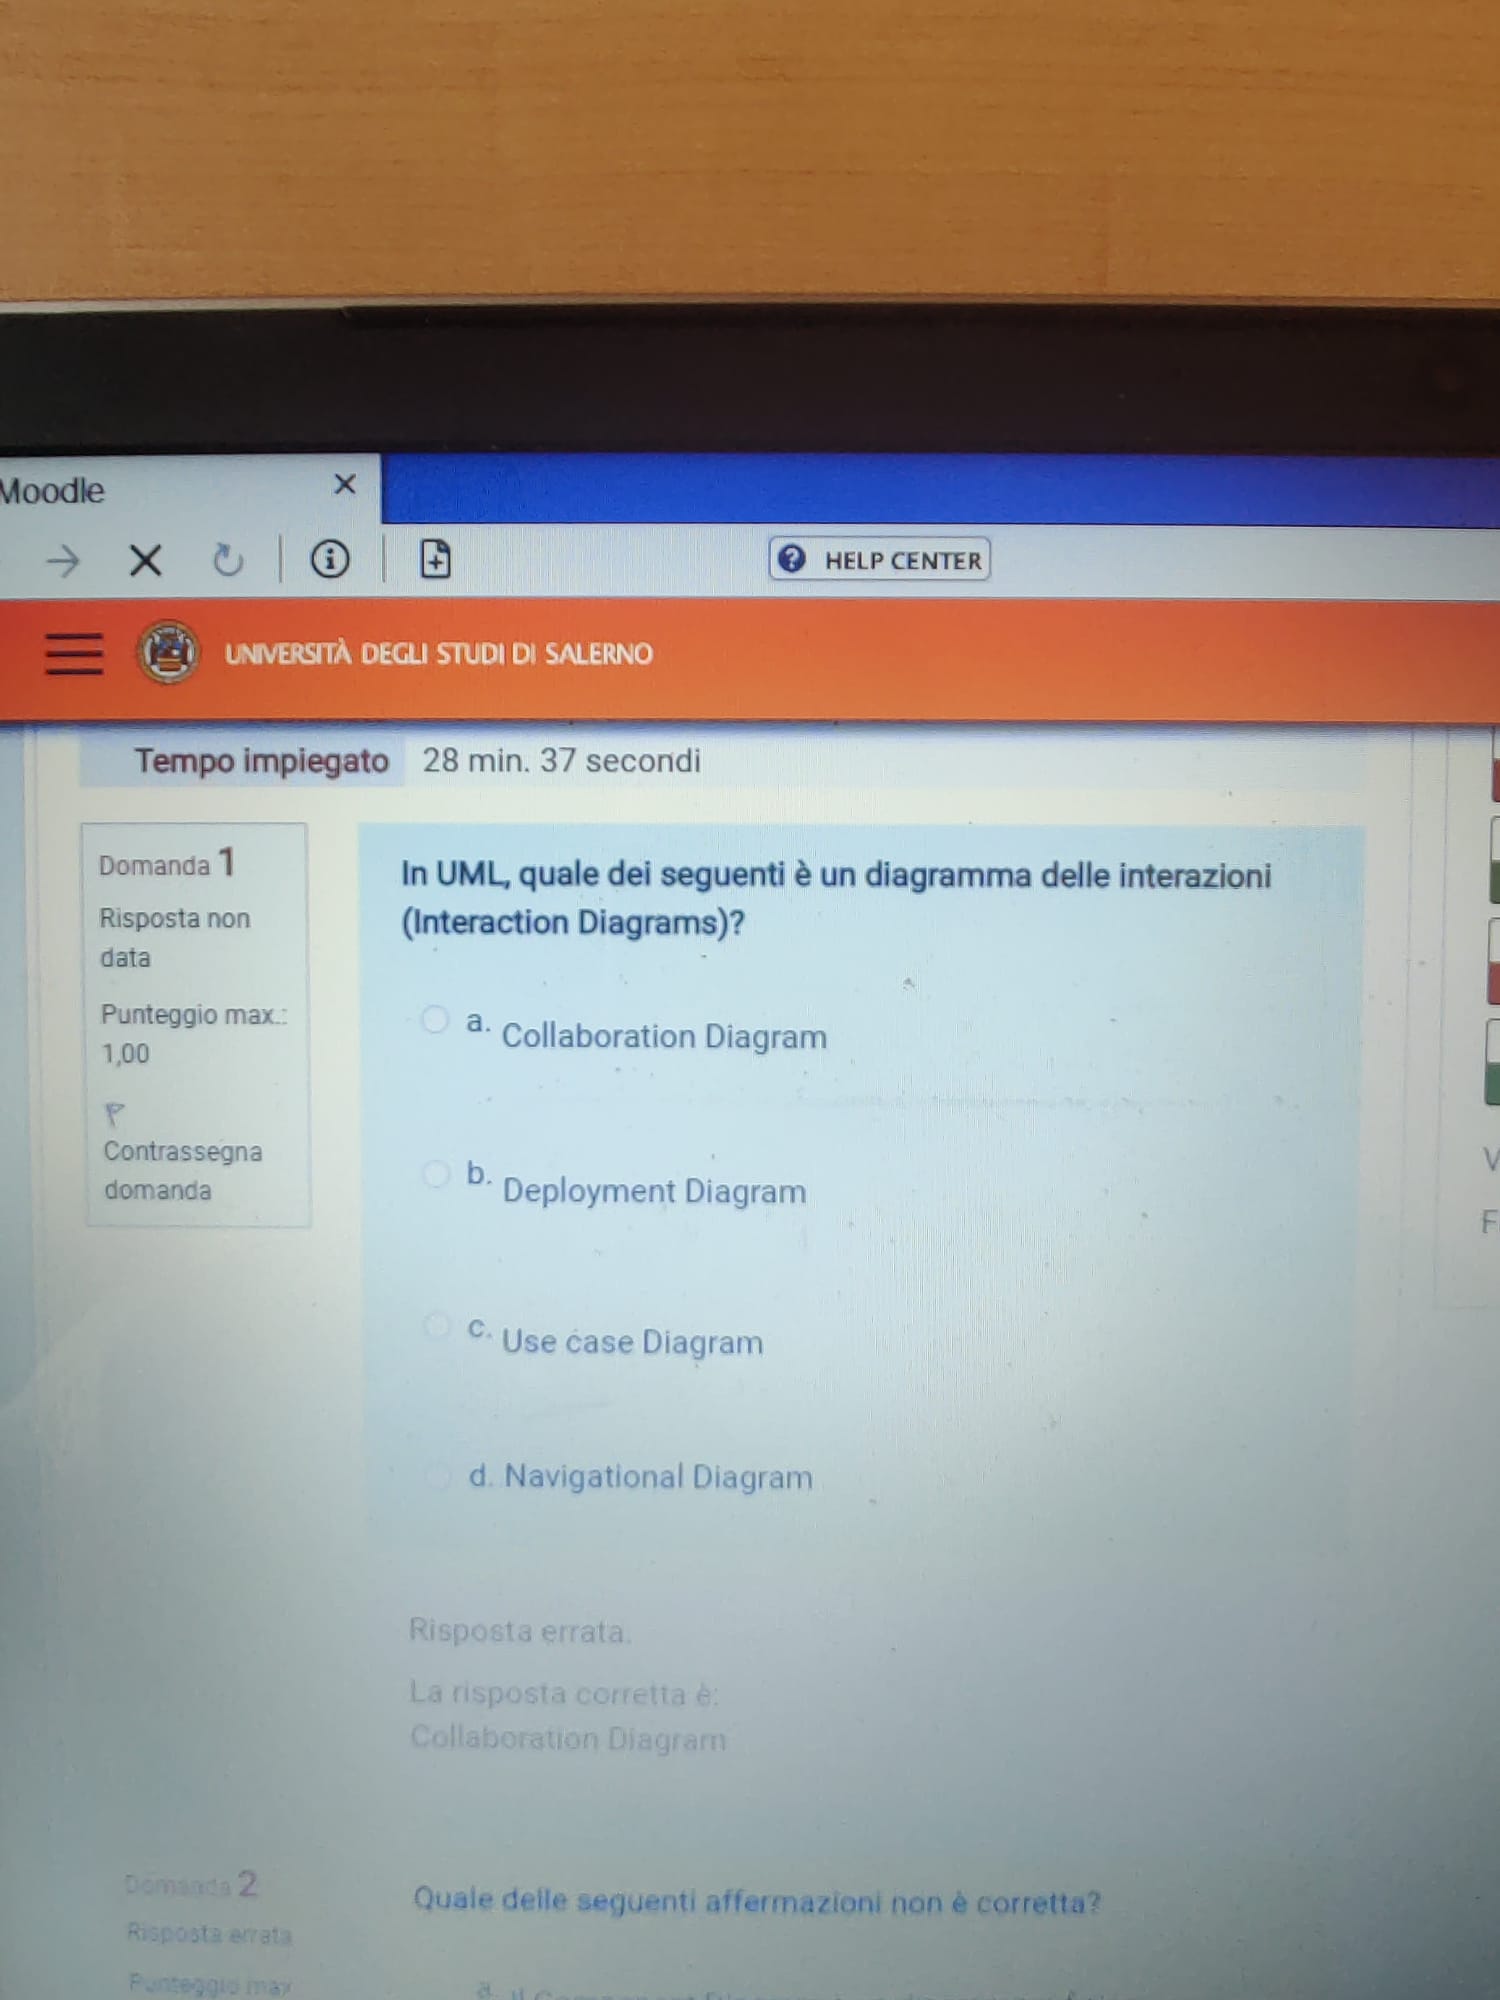 Moodle
HELP CENTER
UNIVERSITÀ DEGLI STUDI DI SALERNO
Tempo impiegato 28 min. 37 secondi
Domanda 1
Risposta non
data
Punteggio max.:
1,00
Contrassegna
domanda
In UML, quale dei seguenti è un diagramma delle interazioni
(Interaction Diagrams)?
a. Collaboration Diagram
b. Deployment Diagram
c. Use case Diagram
d. Navigational Diagram
Risposta errata.
La risposta corretta è:
Collaboration Diagram
V
F
Domanda 2
Risposta errata
Punteggio max
Quale delle seguenti affermazioni non è corretta?
a.